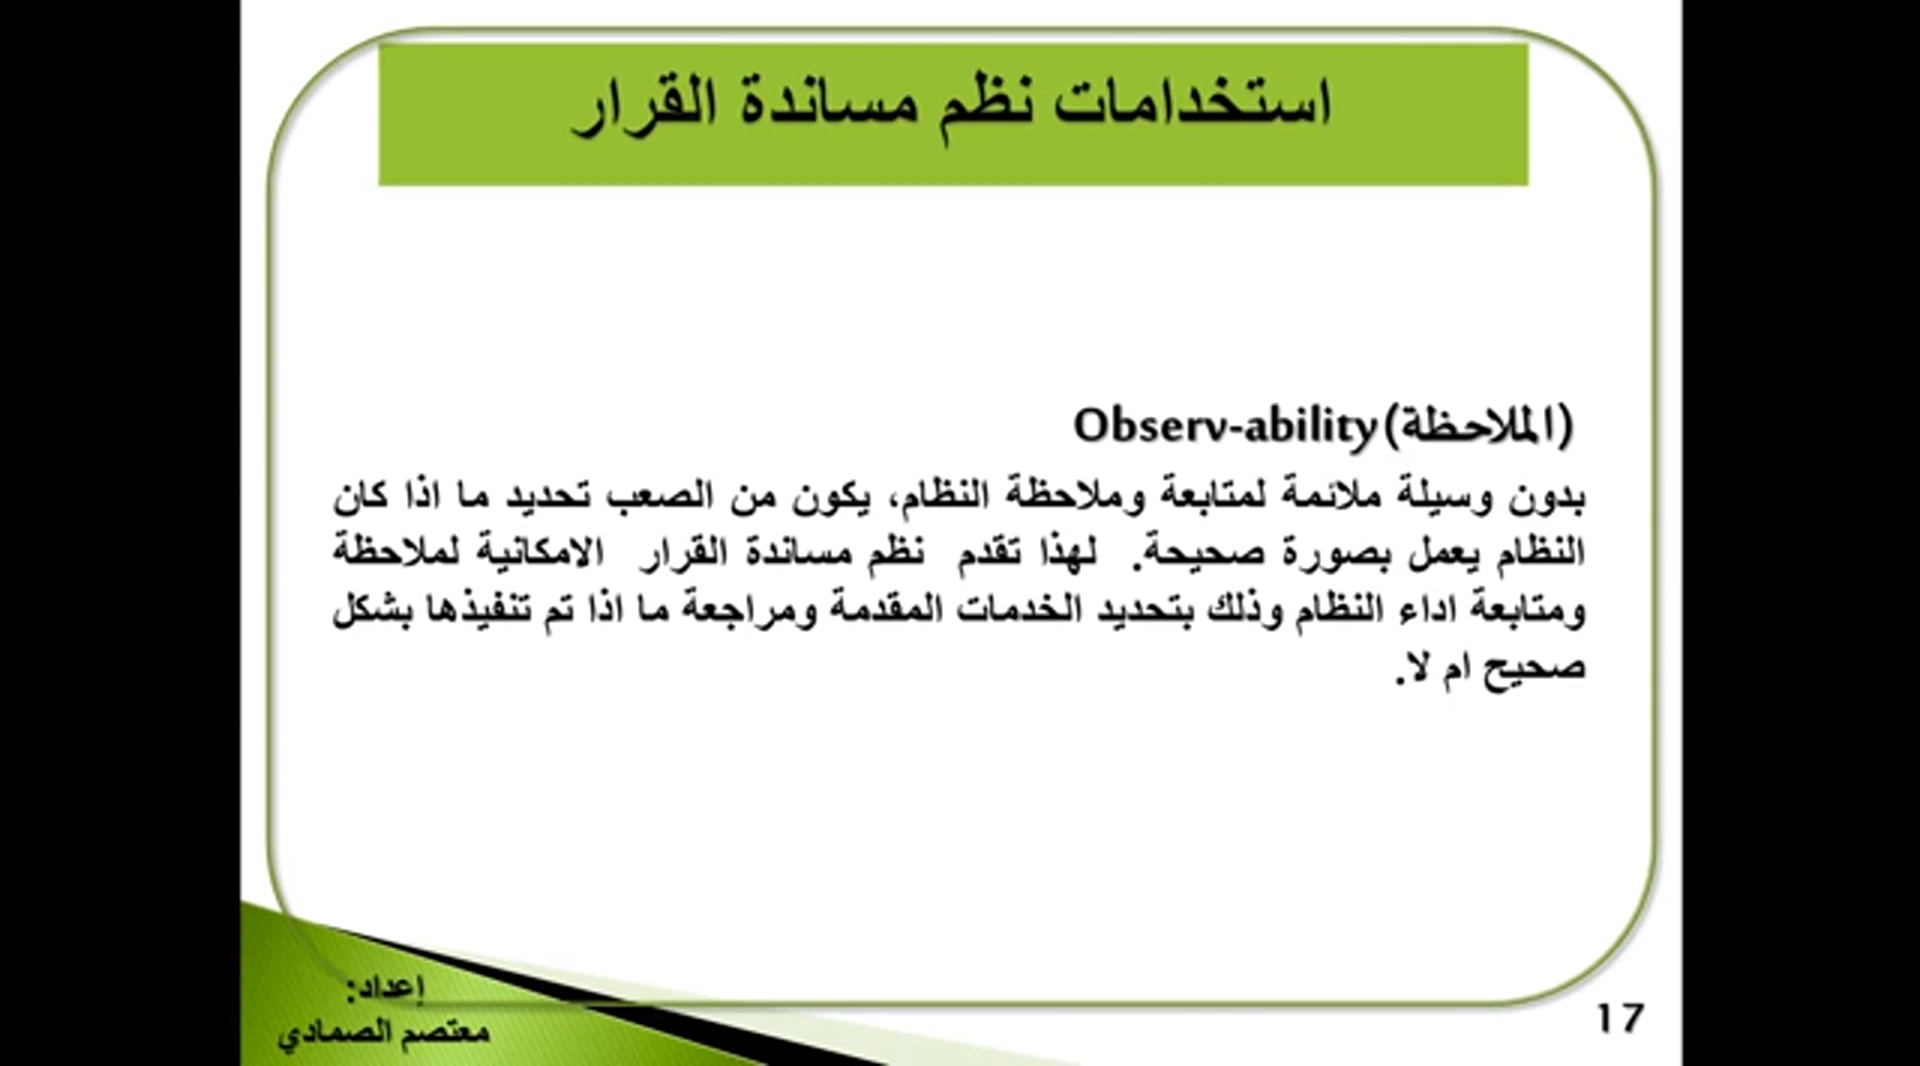 استخدامات نظم مساندة القرار
(الملاحظة)Observ-ability
بدون وسيلة ملائمة لمتابعة وملاحظة النظام، يكون من الصعب تحديد ما اذا كان
النظام يعمل بصورة صحيحة. لهذا تقدم نظم مساندة القرار الامكانية لملاحظة
ومتابعة اداء النظام وذلك بتحديد الخدمات المقدمة ومراجعة ما اذا تم تنفيذها بشكل
صحيح ام لا.
إعداد:
معتصم الصمادي
17